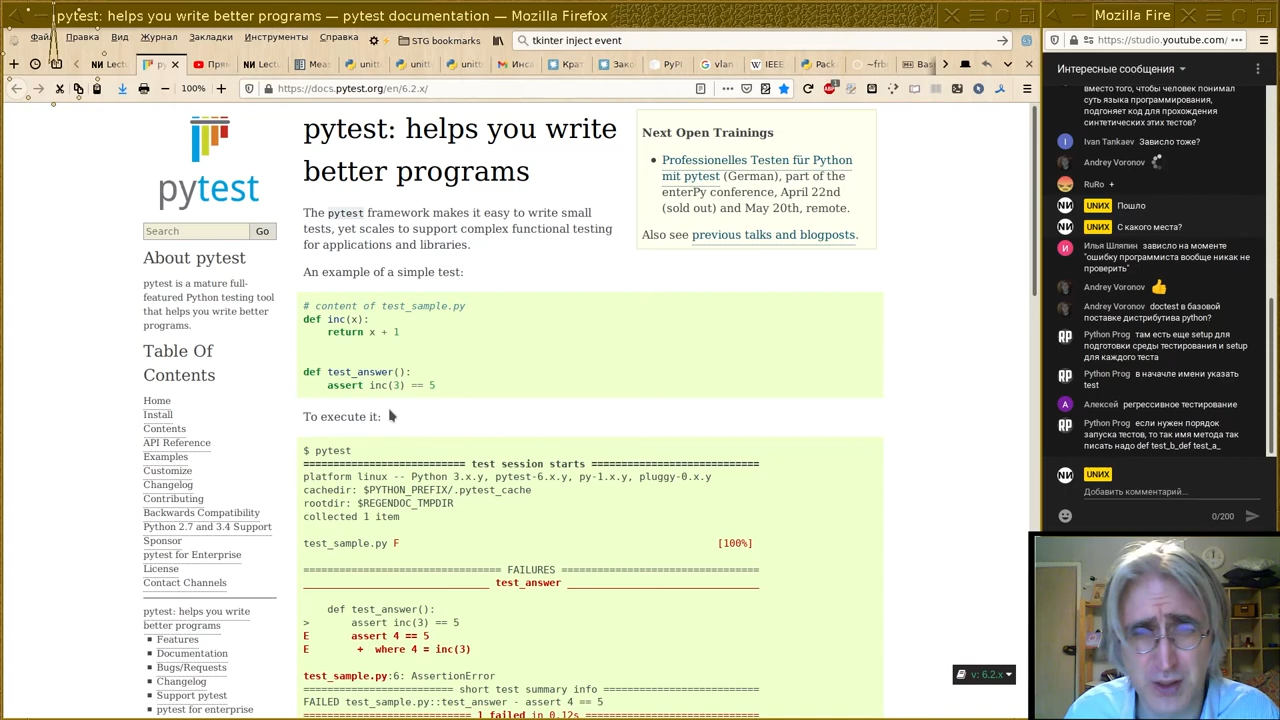 pytest: helps you write better programs — pytest documentation — Mozilla Firefox
Mozilla Fire
Файл Правка Вид Журнал Закладки Инструменты Справка
STG bookmarks
tkinter inject event
https://studio.youtube.com/
100%
https://docs.pytest.org/en/6.2.x/
pytest
Search
Go
About pytest
pytest is a mature full-
featured Python testing tool
that helps you write better
programs.
Table Of
Contents
Home
Install
Contents
API Reference
Examples
Customize
Changelog
Contributing
Backwards Compatibility
Python 2.7 and 3.4 Support
Sponsor
pytest for Enterprise
License
Contact Channels
pytest: helps you write
better programs
Features
Documentation
Bugs/Requests
Changelog
Support pytest
pytest for enterprise
pytest: helps you write
better programs
The pytest framework makes it easy to write small
tests, yet scales to support complex functional testing
for applications and libraries.
An example of a simple test:
# content of test_sample.py
def inc(x):
return x + 1
def test_answer():
assert inc(3) == 5
To execute it:
$ pytest
=========================== test session starts ============================
platform linux -- Python 3.x.y, pytest-6.x.y, py-1.x.y, pluggy-0.x.y
cachedir: $PYTHON_PREFIX/.pytest_cache
rootdir: $REGENDOC_TMPDIR
collected 1 item
test_sample.py F [100%]
================================= FAILURES =================================
_______________________________ test_answer ________________________________
def test_answer():
> assert inc(3) == 5
E assert 4 == 5
E + where 4 = inc(3)
test_sample.py:6: AssertionError
========================= short test summary info ==========================
FAILED test_sample.py::test_answer - assert 4 == 5
============================ 1 failed in 0.12s =============================
Next Open Trainings
Professionelles Testen für Python
mit pytest (German), part of the
enterPy conference, April 22nd
(sold out) and May 20th, remote.
Also see previous talks and blogposts.
v: 6.2.x
Интересные сообщения
вместо того, чтобы человек понимал
суть языка программирования,
подгоняет код для прохождения
синтетических этих тестов?
Ivan Tankaev Зависло тоже?
Andrey Voronov
RuRo +
UNИX Пошло
UNИX С какого места?
Илья Шляпин зависло на моменте
"ошибку программиста вообще никак не
проверить"
Andrey Voronov
Andrey Voronov doctest в базовой
поставке дистрибутива python?
Python Prog там есть еще setup для
подготовки среды тестирования и setup
для каждого теста
Python Prog в начачле имени указать
test
Алексей регрессивное тестирование
Python Prog если нужен порядок
запуска тестов, то так имя метода так
писать надо def test_b_def test_a_
UNИX
Добавить комментарий...
0/200